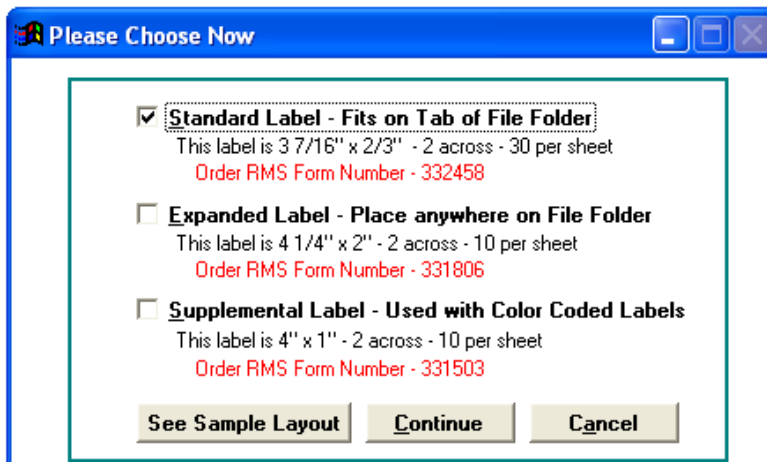 Please Choose Now
Standard Label - Fits on Tab of File Folder
This label is 3 7/16" x 2/3" - 2 across - 30 per sheet
Order RMS Form Number - 332458
Expanded Label - Place anywhere on File Folder
This label is 4 1/4" x 2" - 2 across - 10 per sheet
Order RMS Form Number - 331806
Supplemental Label - Used with Color Coded Labels
This label is 4" x 1" - 2 across - 10 per sheet
Order RMS Form Number - 331503
See Sample Layout Continue Cancel